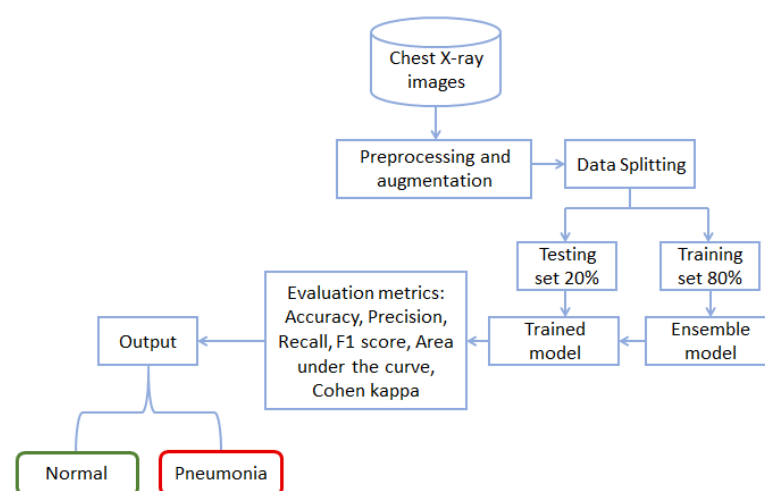 Chest X-ray
images
Preprocessing and
augmentation
Data Splitting
Testing
set 20%
Training
set 80%
Evaluation metrics:
Accuracy, Precision,
Recall, F1 score, Area
under the curve,
Cohen kappa
Output
Trained
model
Ensemble
model
Normal
Pneumonia